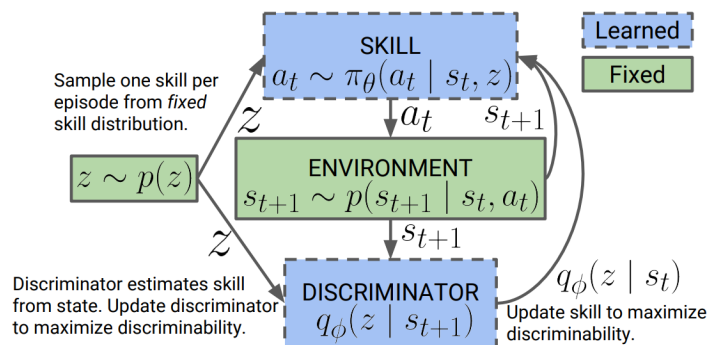 SKILL
a_t ∼ π_θ(a_t | s_t, z)
Learned
Fixed
Sample one skill per
episode from fixed
skill distribution.
z
a_t
s_{t+1}
z ∼ p(z)
ENVIRONMENT
s_{t+1} ∼ p(s_{t+1} | s_t, a_t)
z
s_{t+1}
Discriminator estimates skill
from state. Update discriminator
to maximize discriminability.
DISCRIMINATOR
q_ϕ(z | s_{t+1})
q_ϕ(z | s_t)
Update skill to maximize
discriminability.